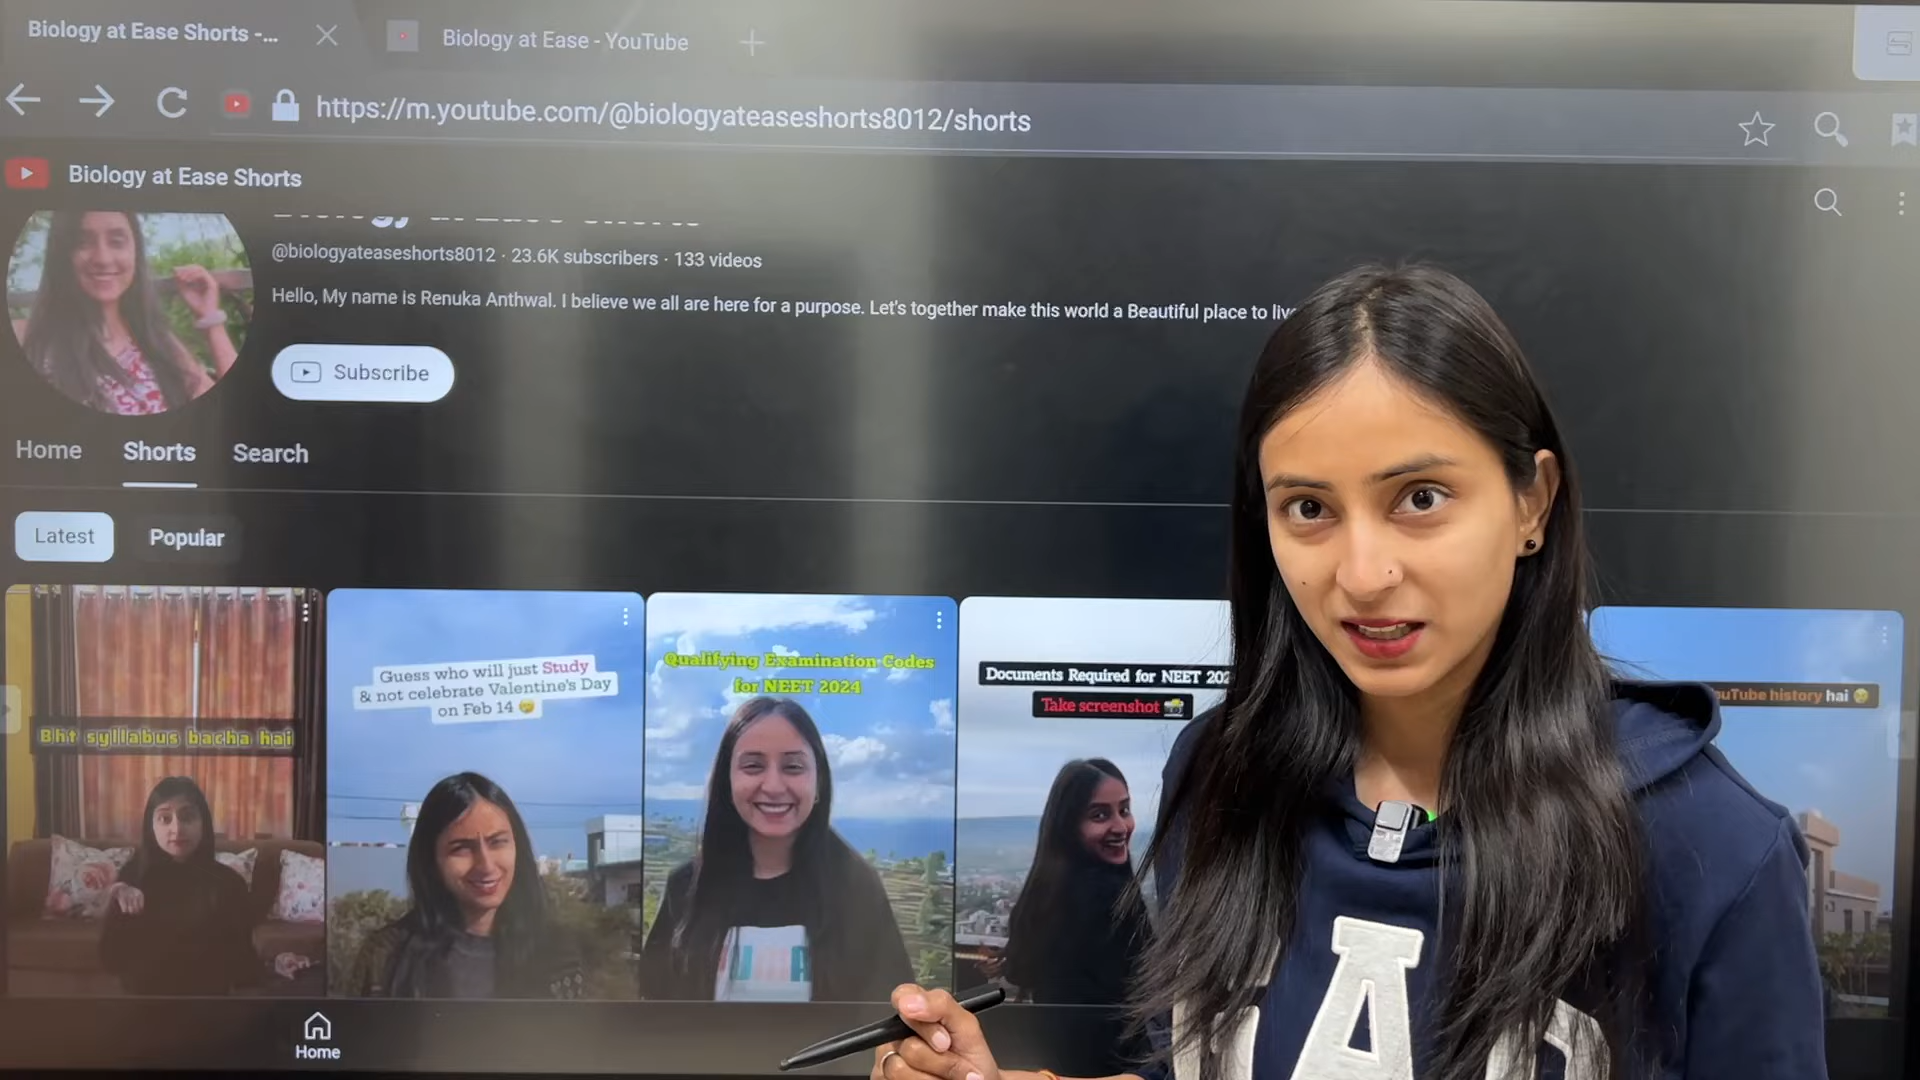 Biology at Ease Shorts -...
Biology at Ease - YouTube
https://m.youtube.com/@biologyateaseshorts8012/shorts
Biology at Ease Shorts
@biologyateaseshorts8012 · 23.6K subscribers · 133 videos
Hello, My name is Renuka Anthwal. I believe we all are here for a purpose. Let's together make this world a Beautiful place to
Subscribe
Home
Shorts
Search
Latest
Popular
Bht syllabus bacha hai
Guess who will just Study
& not celebrate Valentine's Day
on Feb 14
Qualifying Examination Codes
for NEET 2024
Documents Required for NEET
Take screenshot
history hai
Home
A